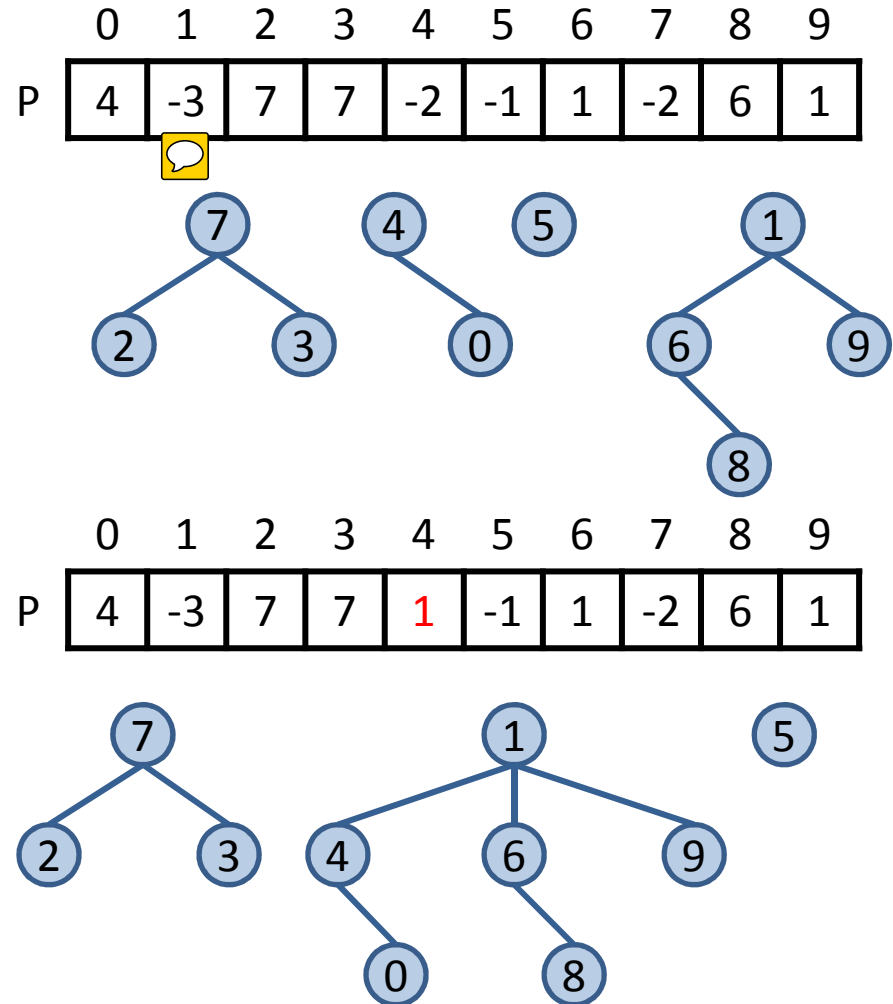 0 1 2 3 4 5 6 7 8 9
P 4 -3 7 7 -2 -1 1 -2 6 1
7 4 5 1
2 3 0 6 9
8
0 1 2 3 4 5 6 7 8 9
P 4 -3 7 7 1 -1 1 -2 6 1
7 1 5
2 3 4 6 9
0 8